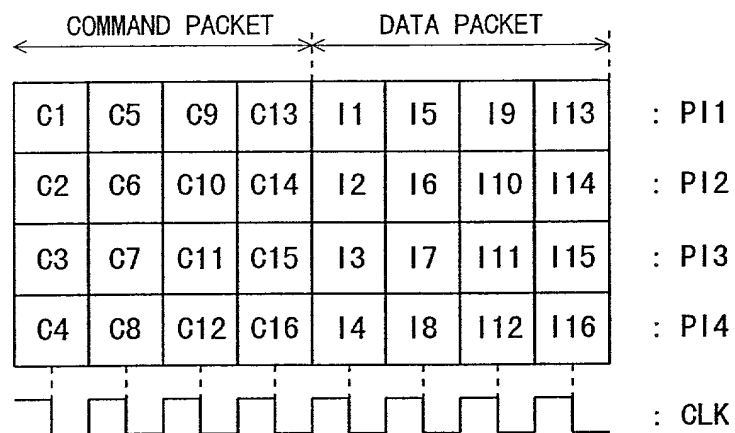 COMMAND PACKET DATA PACKET
C1 C5 C9 C13 I1 I5 I9 I13 : PI1
C2 C6 C10 C14 I2 I6 I10 I14 : PI2
C3 C7 C11 C15 I3 I7 I11 I15 : PI3
C4 C8 C12 C16 I4 I8 I12 I16 : PI4
: CLK